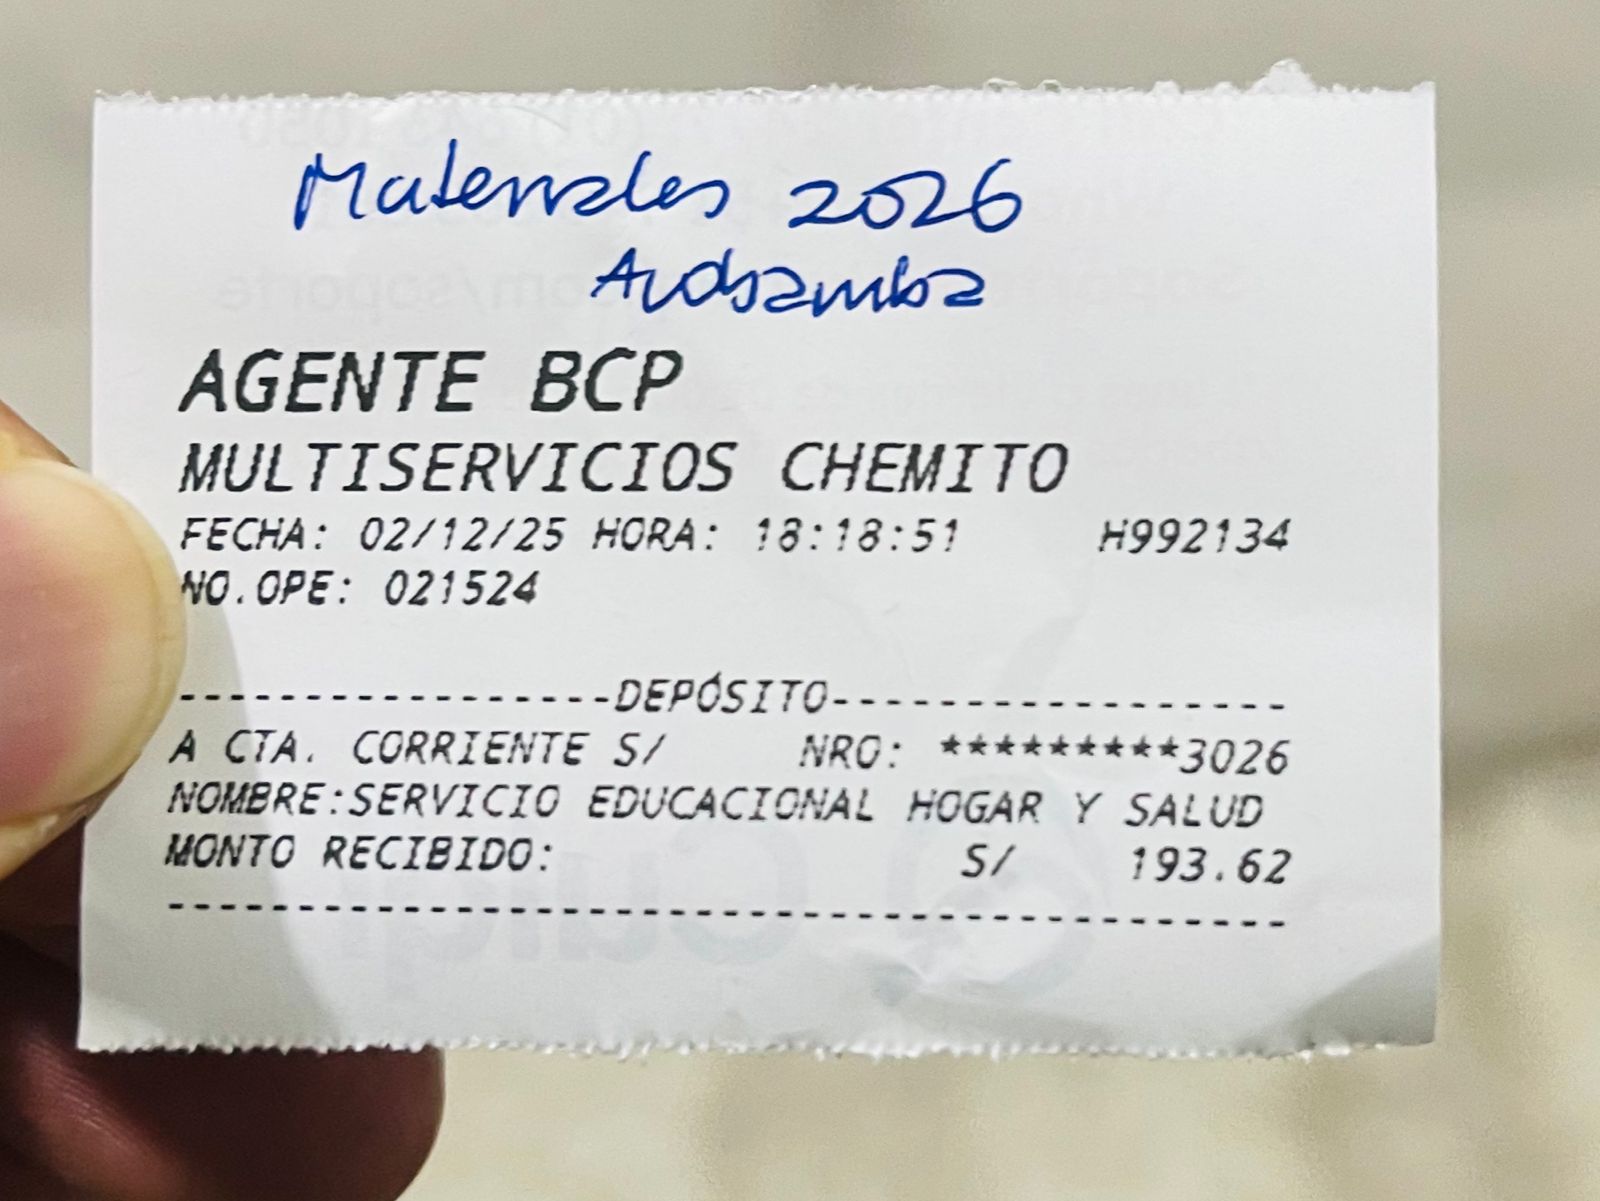 Materiales 2026
AGENTE BCP
MULTISERVICIOS CHEMITO
FECHA: 02/12/25 HORA: 18:18:51 H992134
NO.OPE: 021524
------------------DEPÓSITO------------------
A CTA. CORRIENTE S/ NRO: *********3026
NOMBRE:SERVICIO EDUCACIONAL HOGAR Y SALUD
MONTO RECIBIDO: S/ 193.62